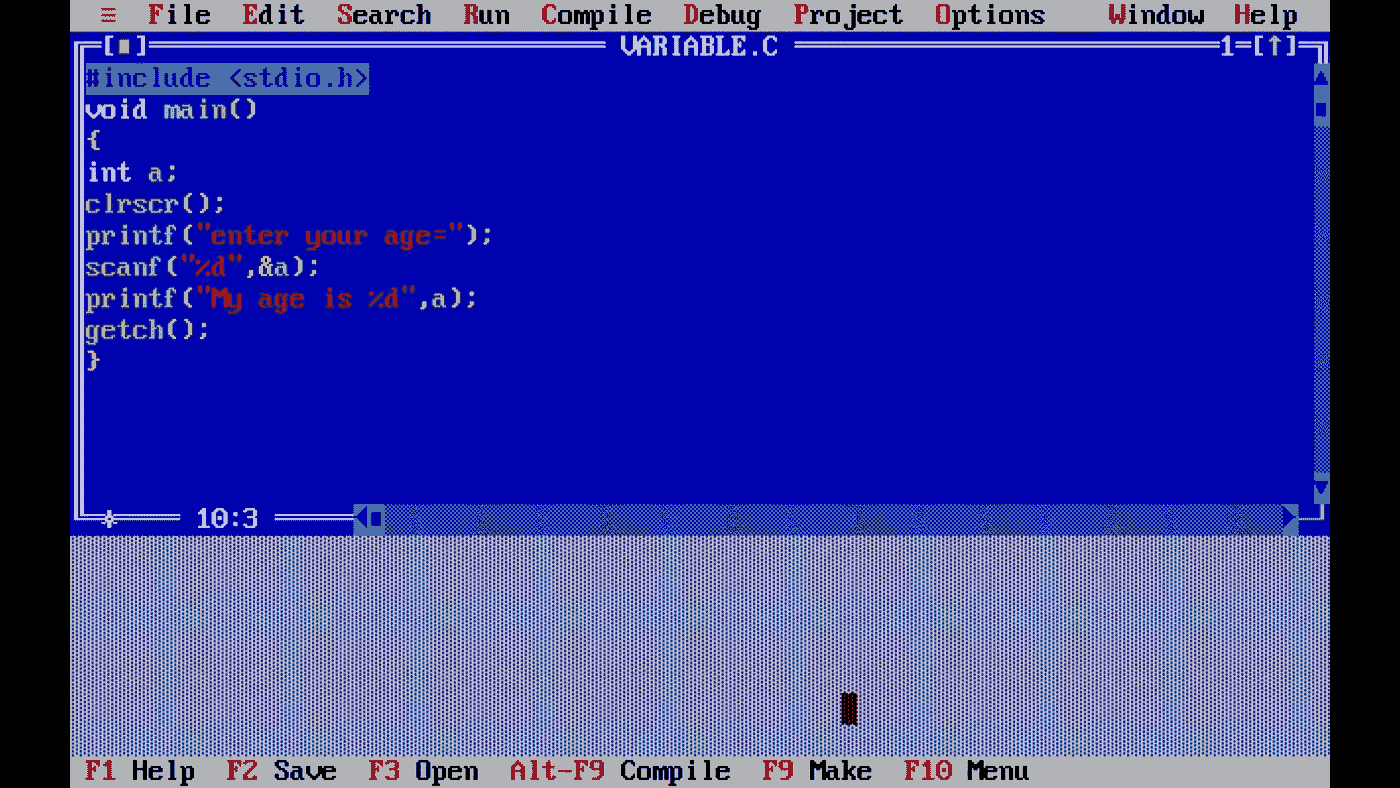 ≡ File Edit Search Run Compile Debug Project Options Window Help
[■] VARIABLE.C 1=[↑]
#include <stdio.h>
void main()
{
int a;
clrscr();
printf("enter your age=");
scanf("%d",&a);
printf("My age is %d",a);
getch();
}
10:3
F1 Help F2 Save F3 Open Alt-F9 Compile F9 Make F10 Menu